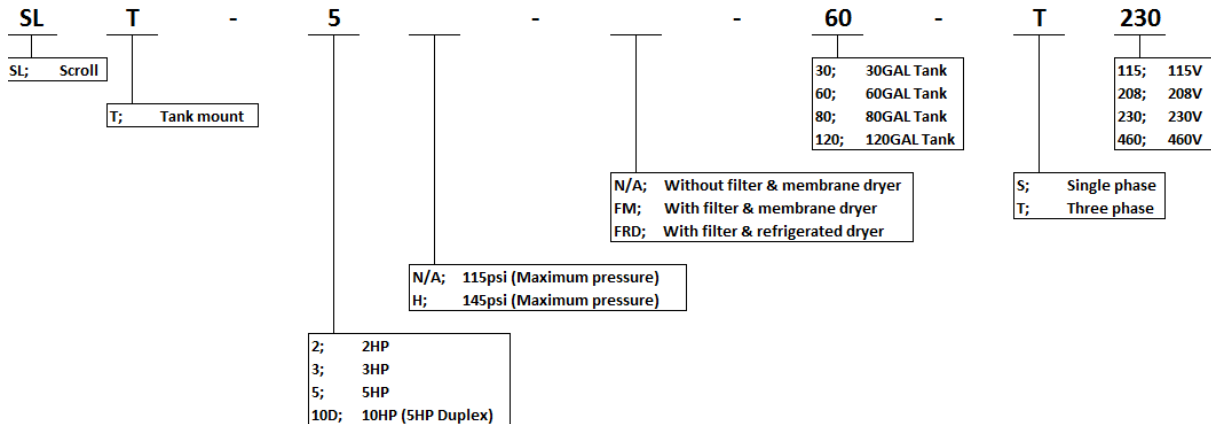 SL T - 5 - - 60 - T 230
SL; Scroll
T; Tank mount
30; 30GAL Tank
60; 60GAL Tank
80; 80GAL Tank
120; 120GAL Tank
115; 115V
208; 208V
230; 230V
460; 460V
N/A; Without filter & membrane dryer
FM; With filter & membrane dryer
FRD; With filter & refrigerated dryer
S; Single phase
T; Three phase
N/A; 115psi (Maximum pressure)
H; 145psi (Maximum pressure)
2; 2HP
3; 3HP
5; 5HP
10D; 10HP (5HP Duplex)